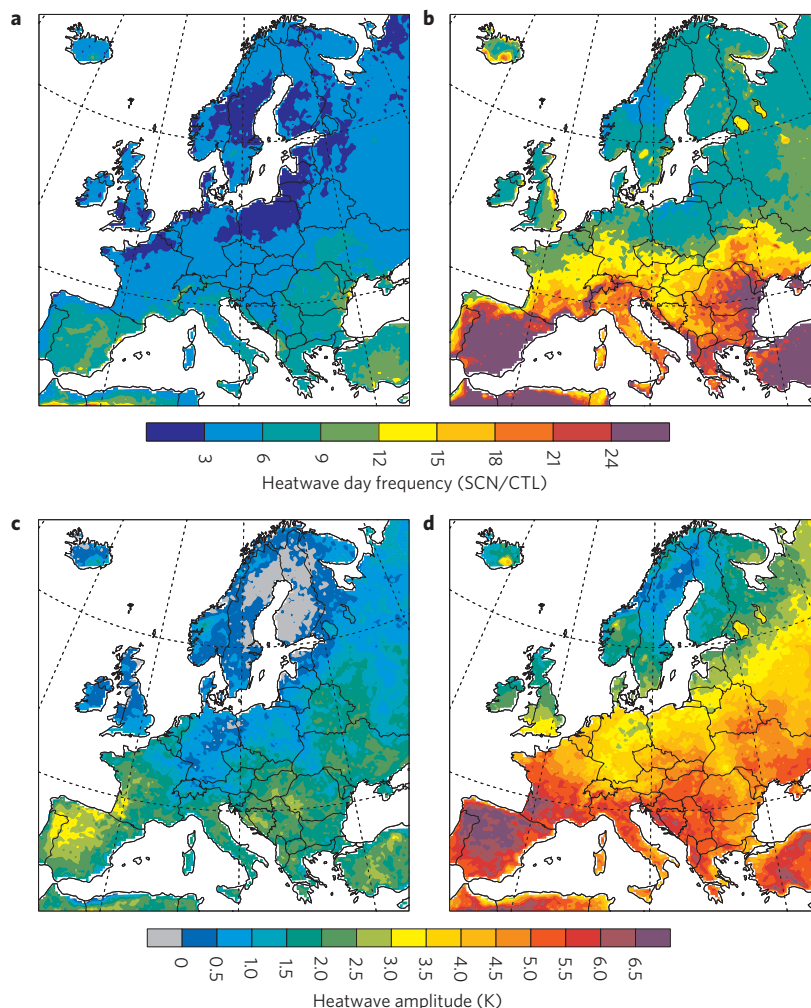 a
b
3 6 9 12 15 18 21 24
Heatwave day frequency (SCN/CTL)
c
d
0 0.5 1.0 1.5 2.0 2.5 3.0 3.5 4.0 4.5 5.0 5.5 6.0 6.5
Heatwave amplitude (K)